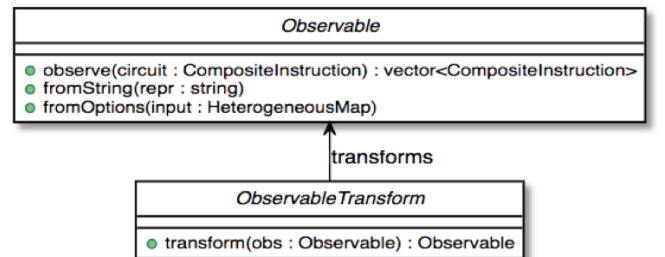 Observable
observe(circuit : CompositeInstruction) : vector<CompositeInstruction>
fromString(repr : string)
fromOptions(input : HeterogeneousMap)
transforms
ObservableTransform
transform(obs : Observable) : Observable